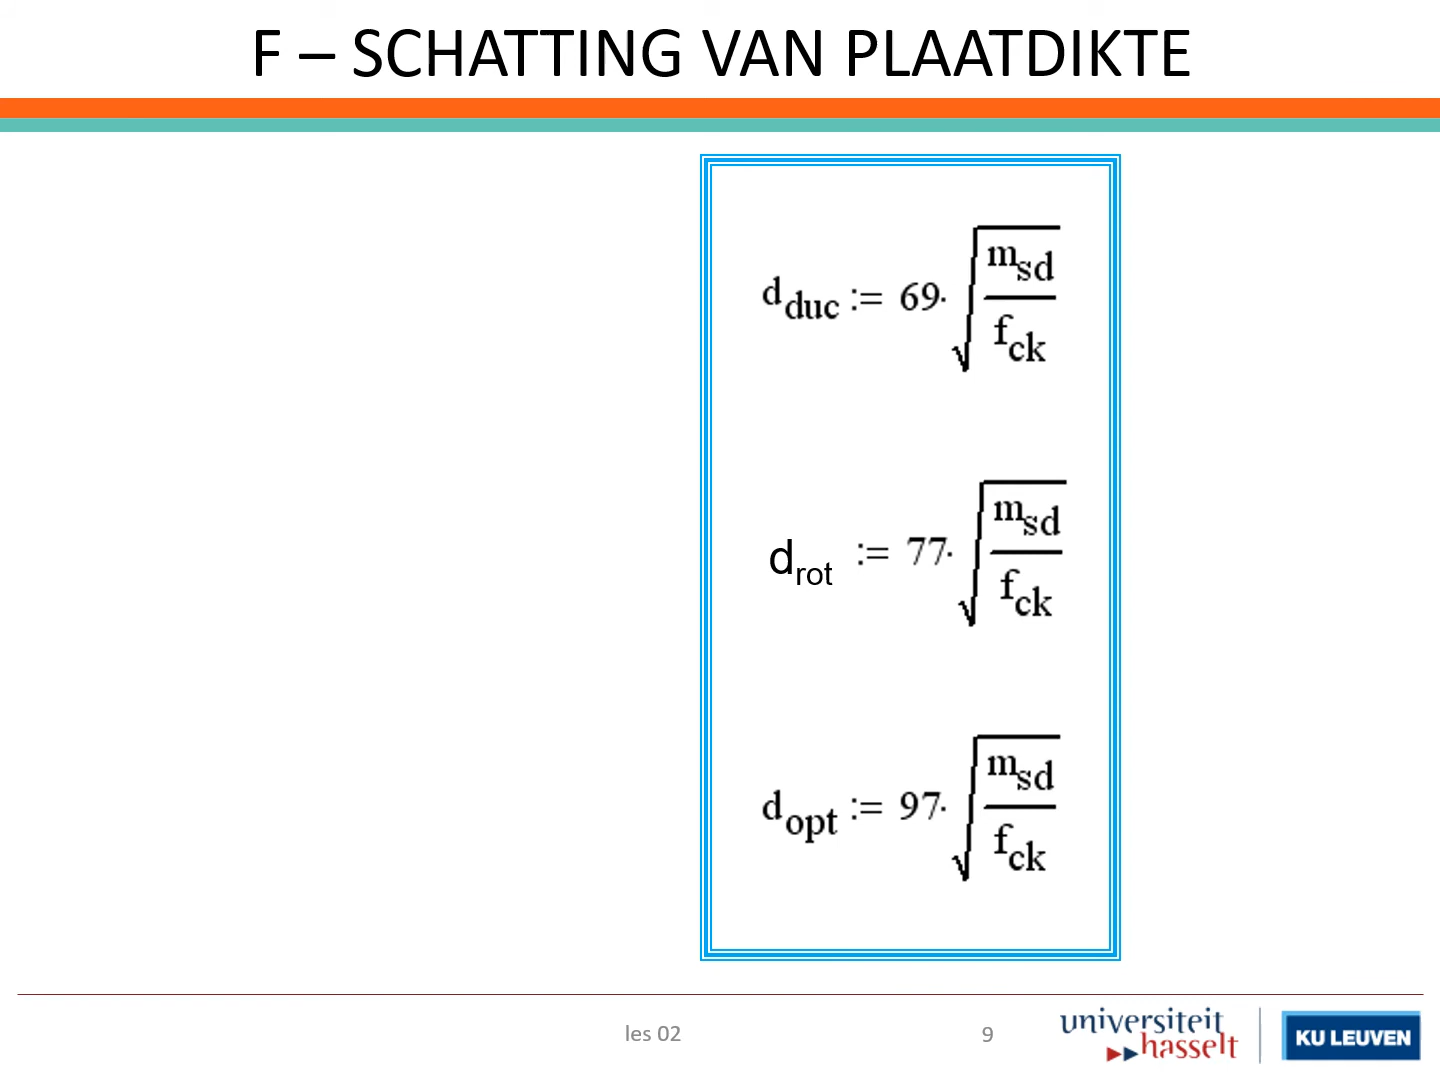 F – SCHATTING VAN PLAATDIKTE
d_duc := 69·√(m_sd / f_ck)
d_rot := 77·√(m_sd / f_ck)
d_opt := 97·√(m_sd / f_ck)
les 02
9
universiteit
hasselt
KU LEUVEN